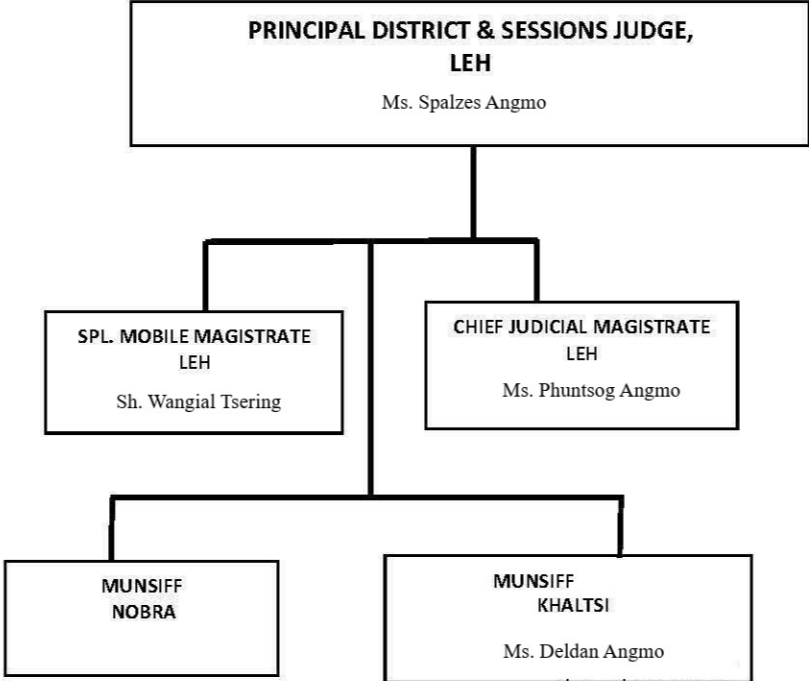 PRINCIPAL DISTRICT & SESSIONS JUDGE,
LEH
Ms. Spalzes Angmo
SPL. MOBILE MAGISTRATE
LEH
Sh. Wangial Tsering
CHIEF JUDICIAL MAGISTRATE
LEH
Ms. Phuntsog Angmo
MUNSIFF
NOBRA
MUNSIFF
KHALTSI
Ms. Deldan Angmo